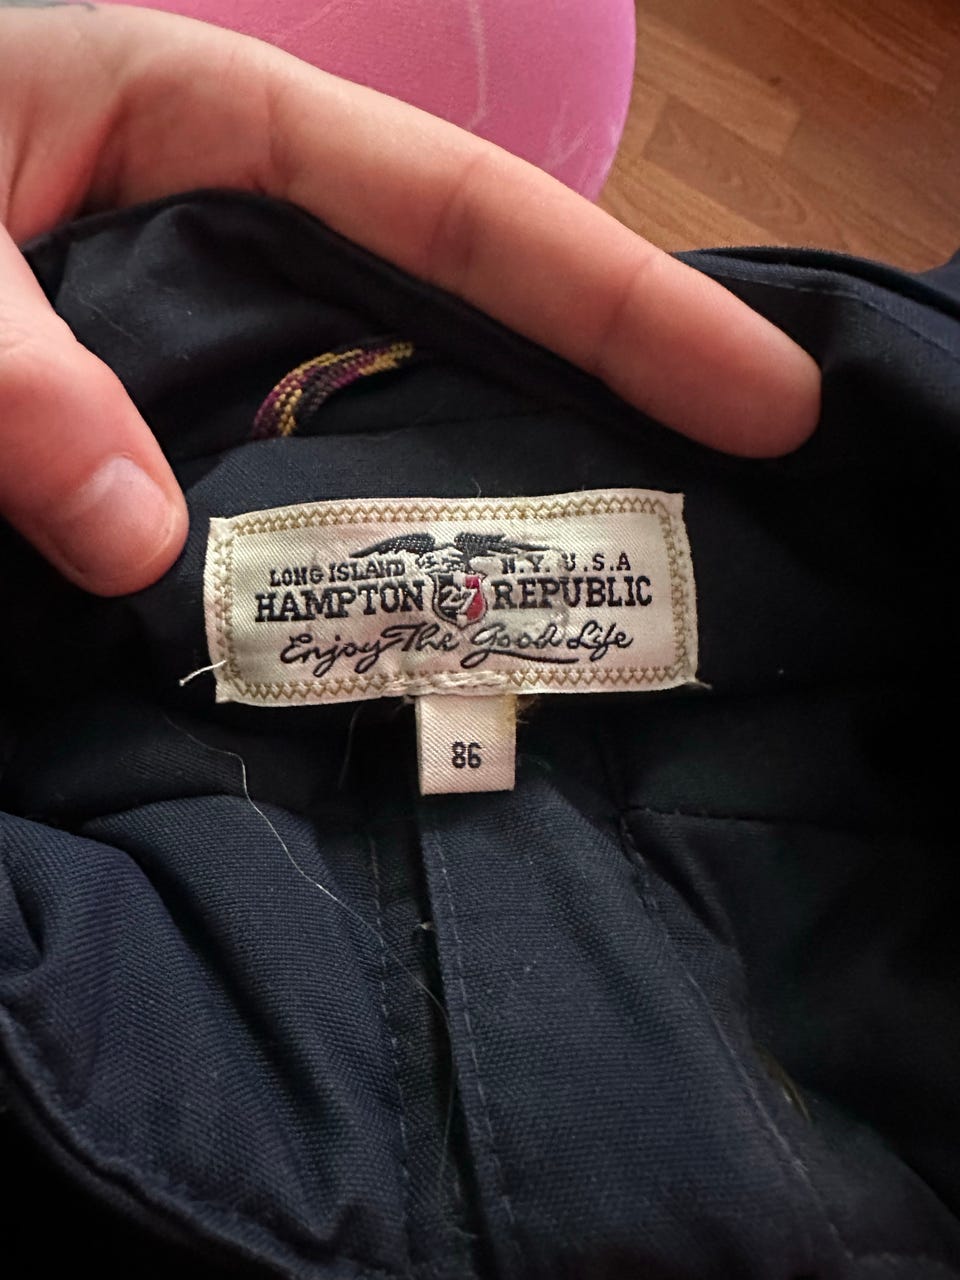 LONG ISLAND N.Y. U.S.A
HAMPTON 27 REPUBLIC
Enjoy The Good Life
86